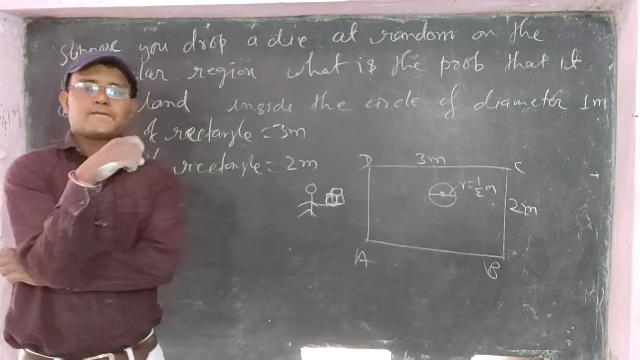 Suppose you drop a die at random on the
lar region what is the prob that it
land inside the circle of diameter 1m
of rectangle = 3m
rectangle = 2m
D 3m C
r = 1/2 m
2m
A B